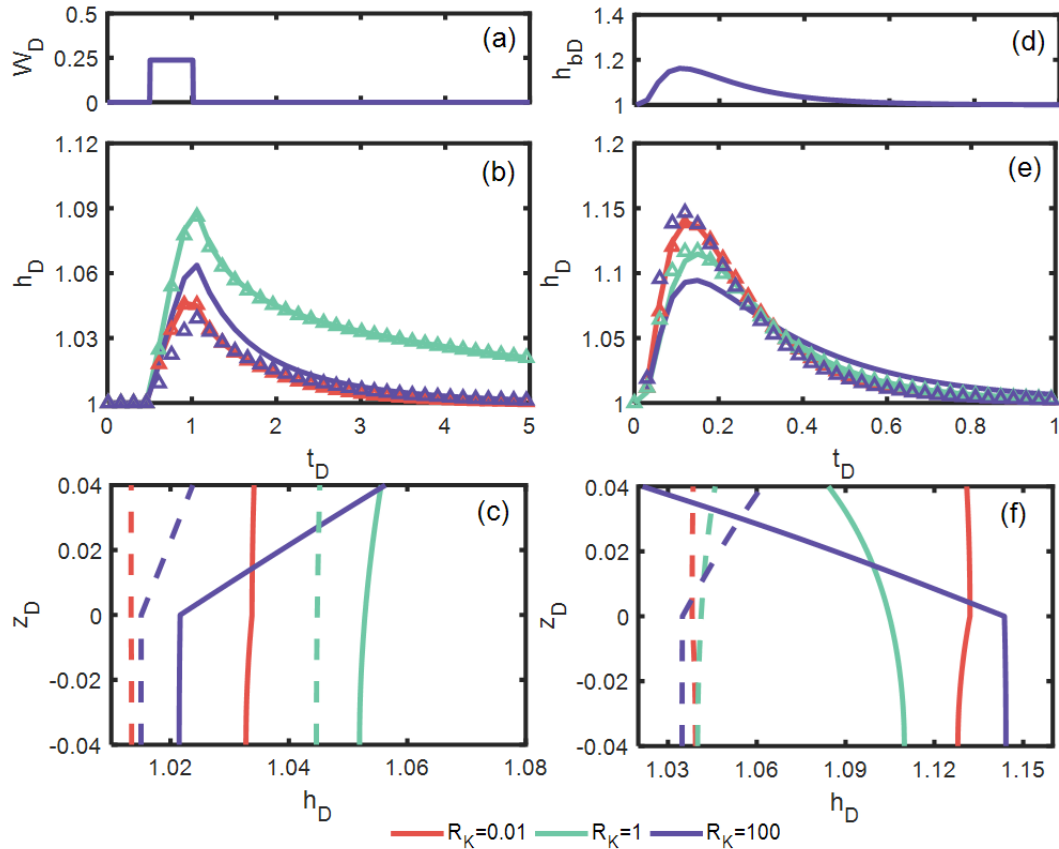 (a)
W_D
0.5
0.25
0
(d)
h_bD
1.4
1.2
1
(b)
h_D
1.12
1.09
1.06
1.03
1
0 1 2 3 4 5
t_D
(e)
h_D
1.2
1.15
1.1
1.05
1
0 0.2 0.4 0.6 0.8 1
t_D
(c)
z_D
0.04
0.02
0
-0.02
-0.04
1.02 1.04 1.06 1.08
h_D
(f)
z_D
0.04
0.02
0
-0.02
-0.04
1.03 1.06 1.09 1.12 1.15
h_D
R_K=0.01 R_K=1 R_K=100